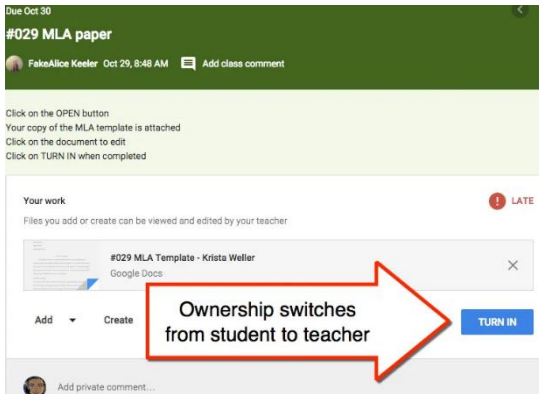 Due Oct 30
#029 MLA paper
FakeAlice Keeler Oct 29, 8:48 AM Add class comment
Click on the OPEN button
Your copy of the MLA template is attached
Click on the document to edit
Click on TURN IN when completed
Your work
LATE
Files you add or create can be viewed and edited by your teacher
#029 MLA Template - Krista Weller
Google Docs
Add Create
Ownership switches
from student to teacher
TURN IN
Add private comment...